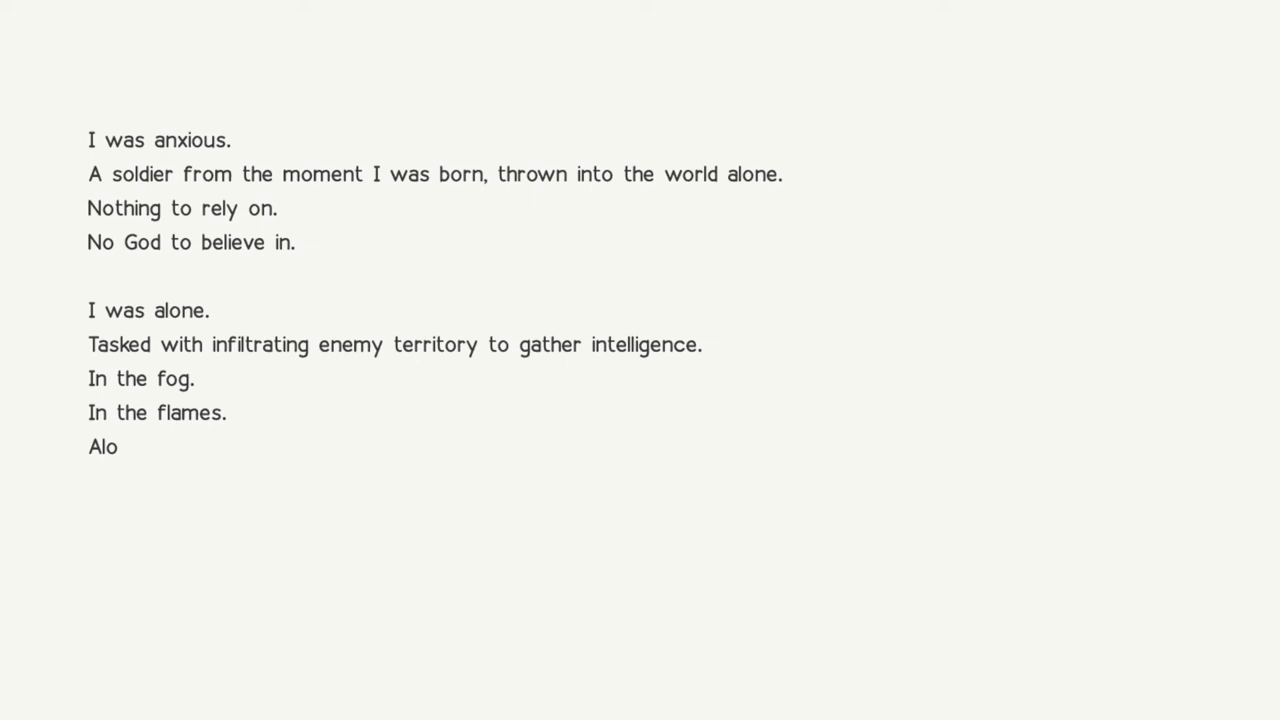 I was anxious.
A soldier from the moment I was born, thrown into the world alone.
Nothing to rely on.
No God to believe in.
I was alone.
Tasked with infiltrating enemy territory to gather intelligence.
In the fog.
In the flames.
Alo